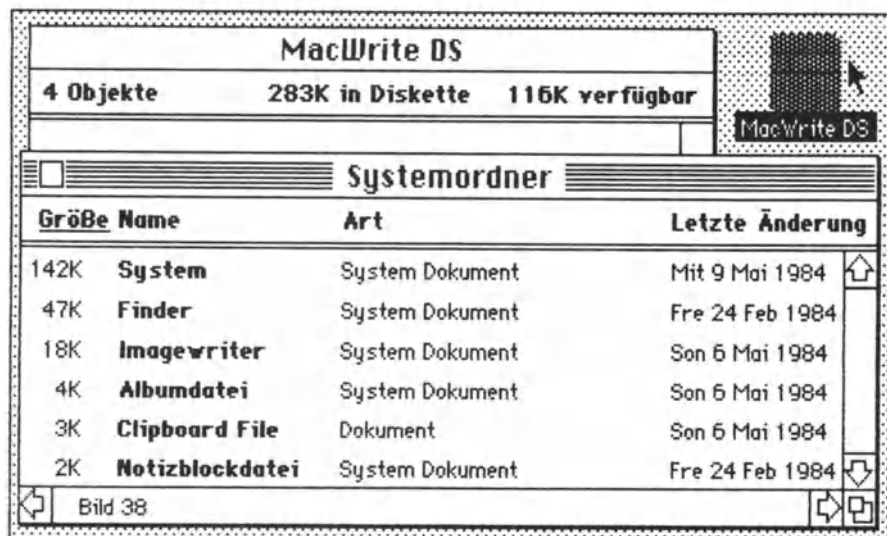 MacWrite DS
4 Objekte 283K in Diskette 116K verfügbar
MacWrite DS
Systemordner
Größe Name Art Letzte Änderung
142K System System Dokument Mit 9 Mai 1984
47K Finder System Dokument Fre 24 Feb 1984
18K Imagewriter System Dokument Son 6 Mai 1984
4K Albumdatei System Dokument Son 6 Mai 1984
3K Clipboard File Dokument Son 6 Mai 1984
2K Notizblockdatei System Dokument Fre 24 Feb 1984
Bild 38